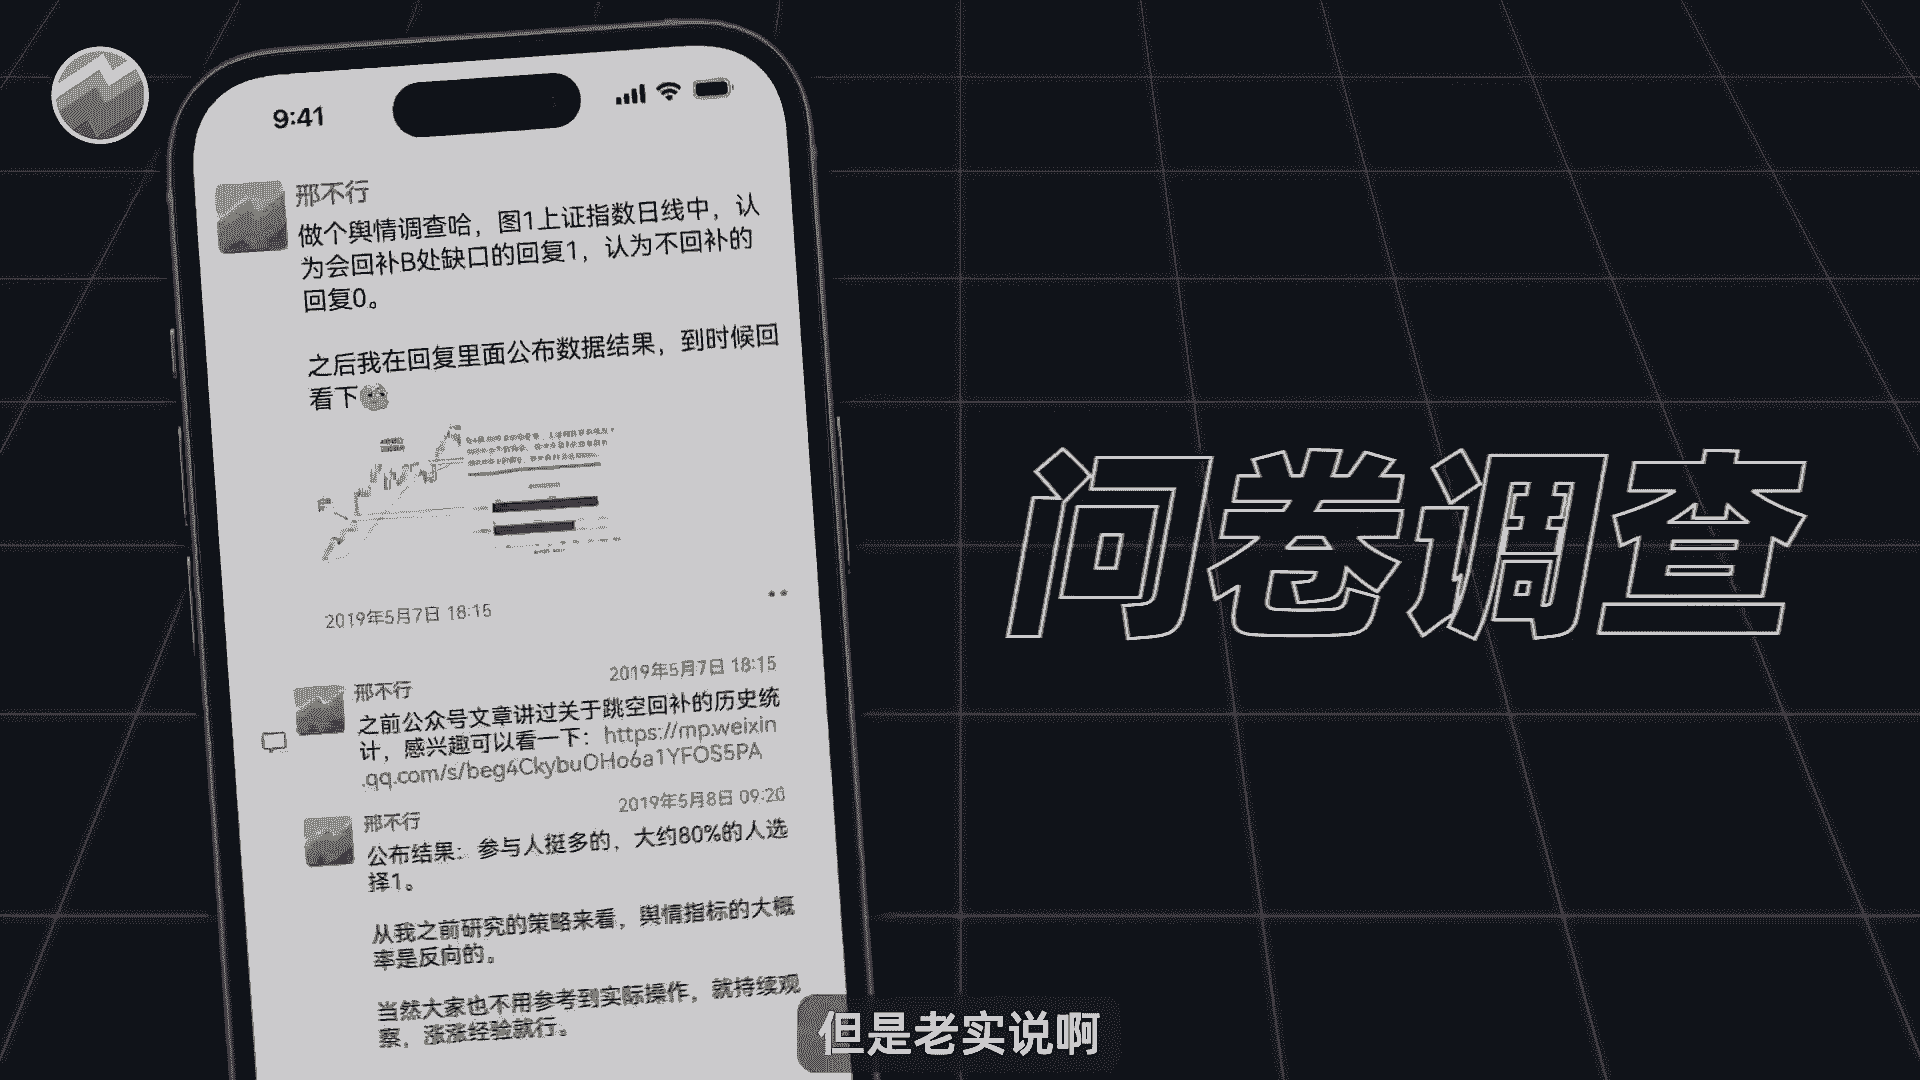 9:41
邢不行
做个舆情调查哈，图1上证指数日线中，认
为会回补B处缺口的回复1，认为不回补的
回复0。
之后我在回复里面公布数据结果，到时候回
看下
2019年5月7日 18:15
2019年5月7日 18:15
邢不行
之前公众号文章讲过关于跳空回补的历史统
计，感兴趣可以看一下：https://mp.weixin
.qq.com/s/beg4CkybuOHo6a1YFOS5PA
2019年5月8日 09:20
邢不行
公布结果：参与人挺多的，大约80%的人选
择1。
从我之前研究的策略来看，舆情指标的大概
率是反向的。
当然大家也不用参考到实际操作，就持续观
察，涨涨经验就行。
问卷调查
但是老实说啊